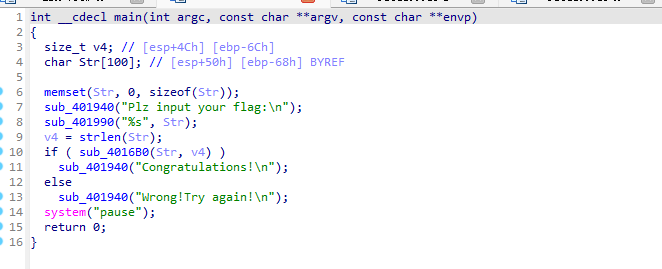 1 int __cdecl main(int argc, const char **argv, const char **envp)
2 {
3   size_t v4; // [esp+4Ch] [ebp-6Ch]
4   char Str[100]; // [esp+50h] [ebp-68h] BYREF
5
6   memset(Str, 0, sizeof(Str));
7   sub_401940("Plz input your flag:\n");
8   sub_401990("%s", Str);
9   v4 = strlen(Str);
10   if ( sub_4016B0(Str, v4) )
11     sub_401940("Congratulations!\n");
12   else
13     sub_401940("Wrong!Try again!\n");
14   system("pause");
15   return 0;
16 }